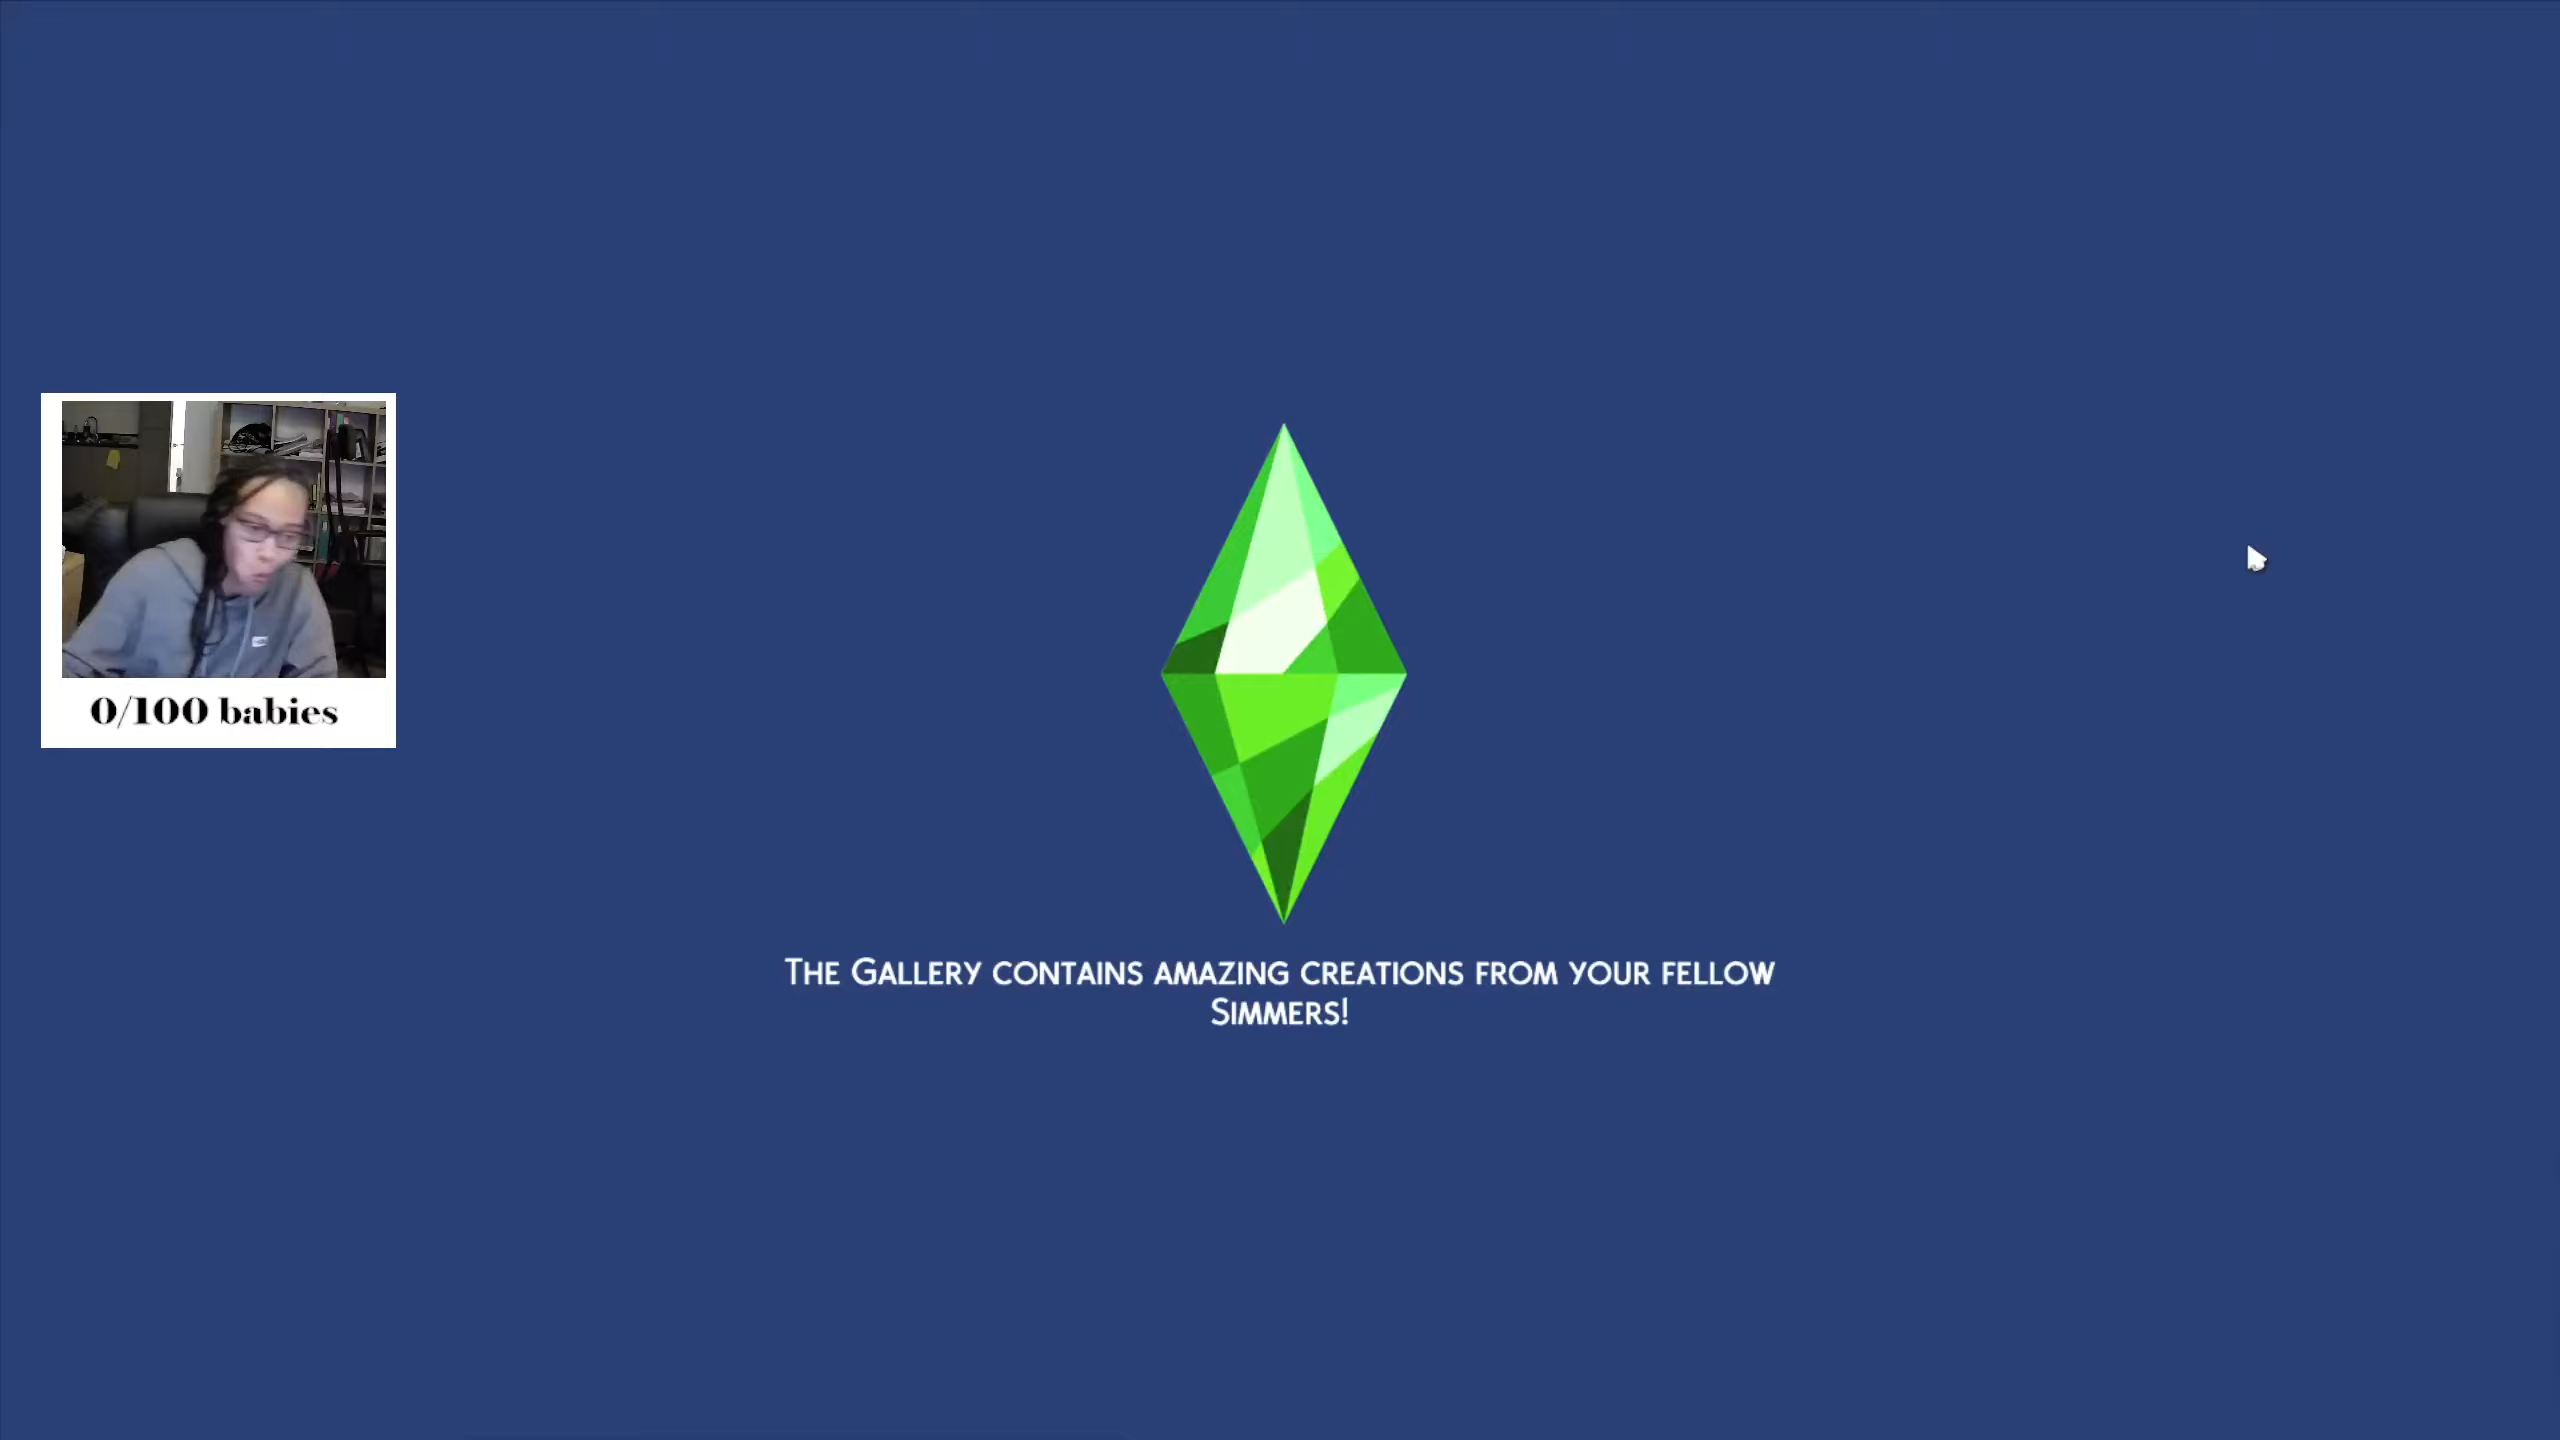 0/100 babies
The Gallery contains amazing creations from your fellow
Simmers!